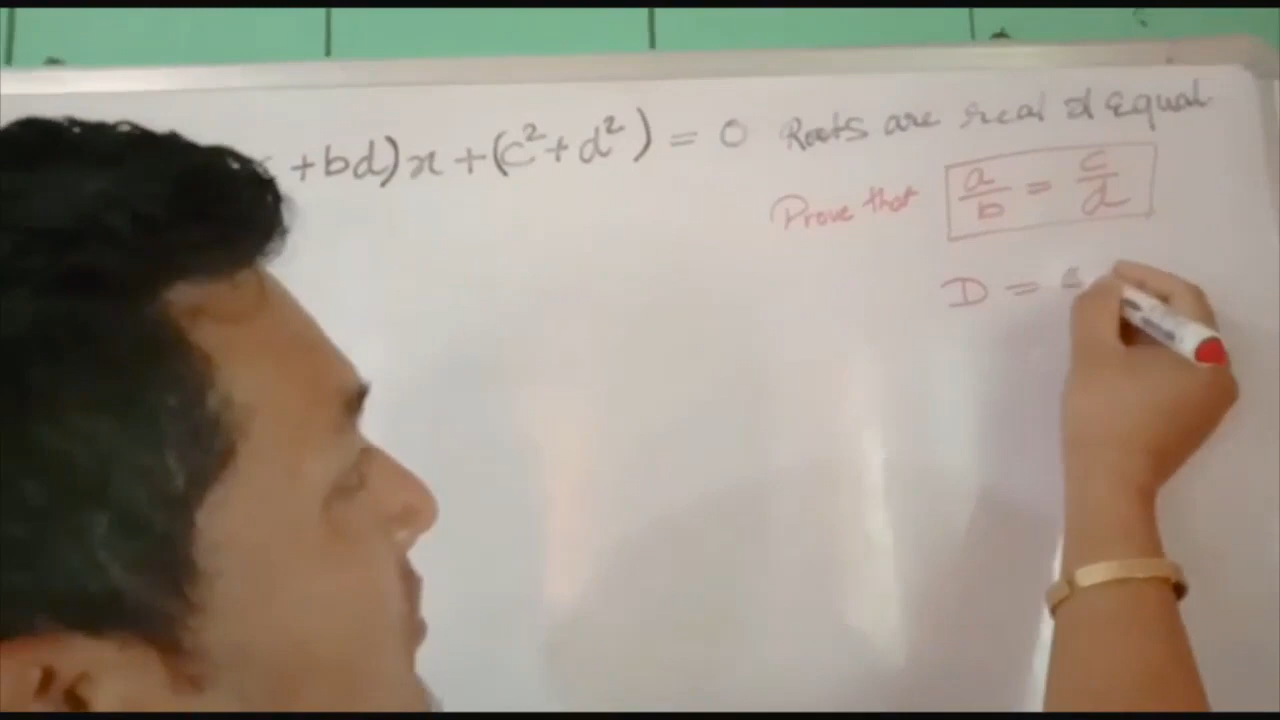 +bd)x+(c²+d²)=0 Roots are real & Equal.
Prove that a/b = c/d
D =